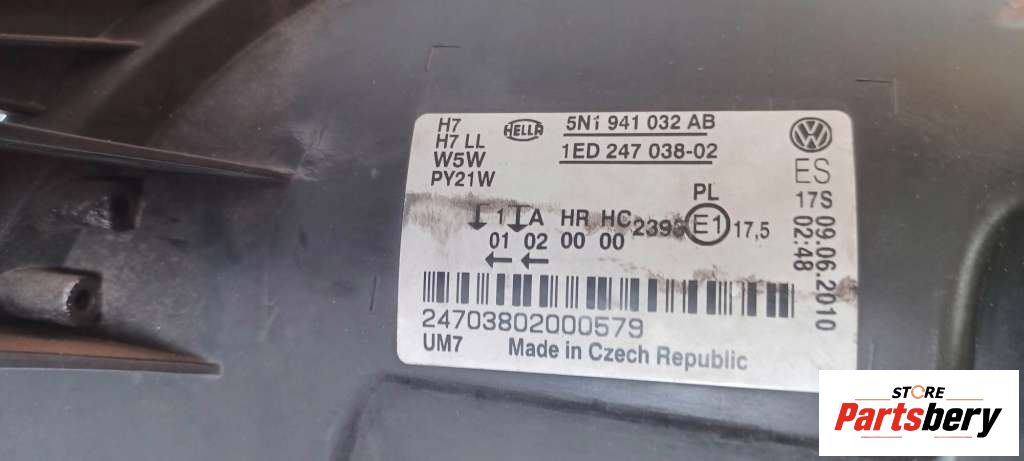 H7
H7 LL
W5W
PY21W
HELLA
5N1 941 032 AB
1ED 247 038-02
ES
17S 09.06.2010
02:48
PL
1 A HR HC E1 17,5
01 02 00 00
24703802000579
UM7 Made in Czech Republic
STORE
Partsbery